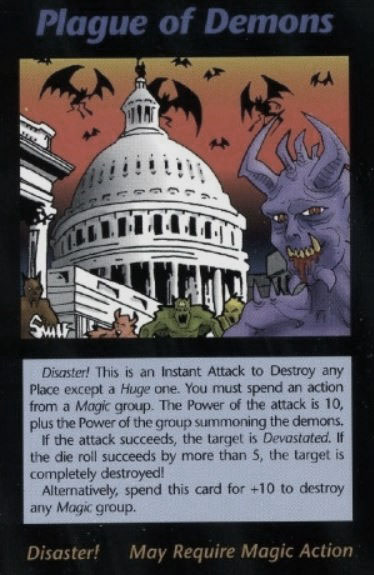 Plague of Demons
Disaster! This is an Instant Attack to Destroy any
Place except a Huge one. You must spend an action
from a Magic group. The Power of the attack is 10,
plus the Power of the group summoning the demons.
If the attack succeeds, the target is Devastated. If
the die roll succeeds by more than 5, the target is
completely destroyed!
Alternatively, spend this card for +10 to destroy
any Magic group.
Disaster! May Require Magic Action